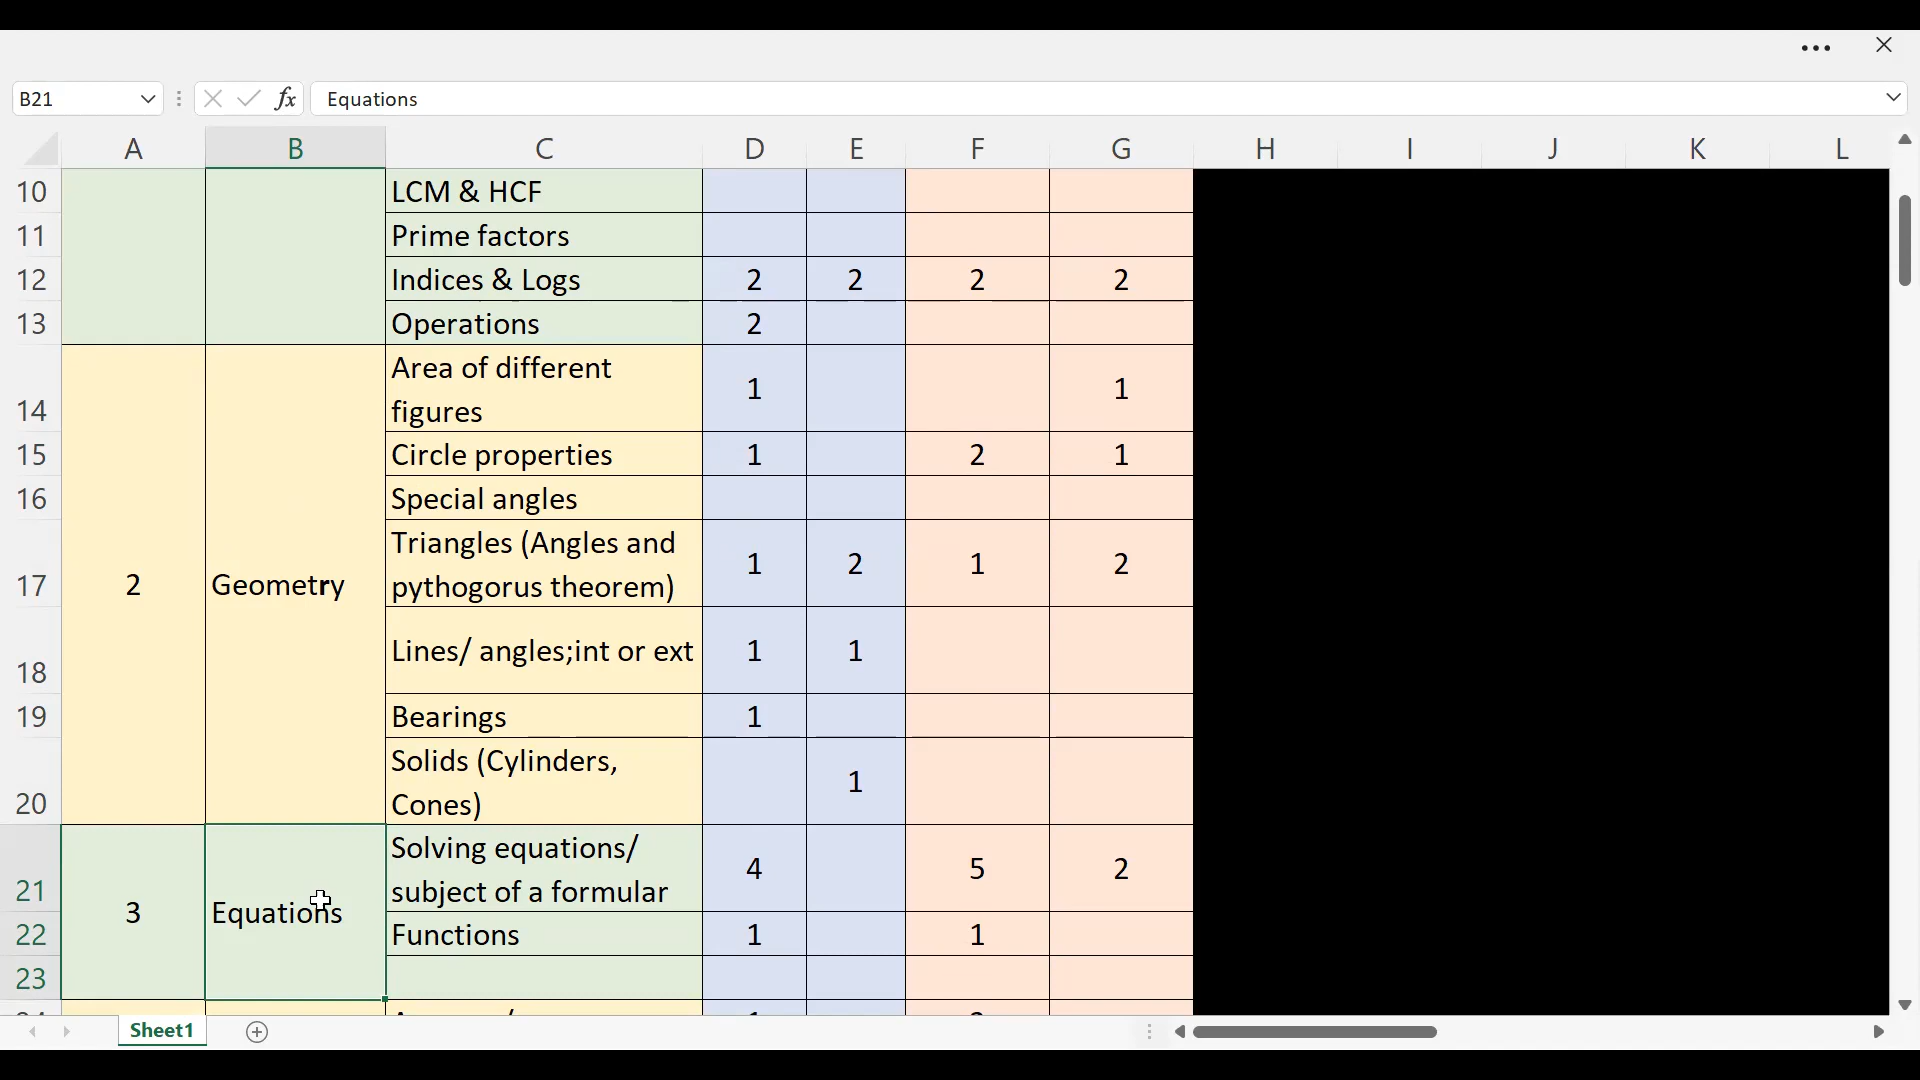 B21 fx Equations
A B C D E F G H I J K L
10 LCM & HCF
11 Prime factors
12 Indices & Logs 2 2 2 2
13 Operations 2
Area of different
14 figures 1 1
15 Circle properties 1 2 1
16 Special angles
Triangles (Angles and
17 2 Geometry pythogorus theorem) 1 2 1 2
18 Lines/ angles;int or ext 1 1
19 Bearings 1
Solids (Cylinders,
20 Cones) 1
Solving equations/
21 subject of a formular 4 5 2
3 Equations
22 Functions 1 1
23
Sheet1